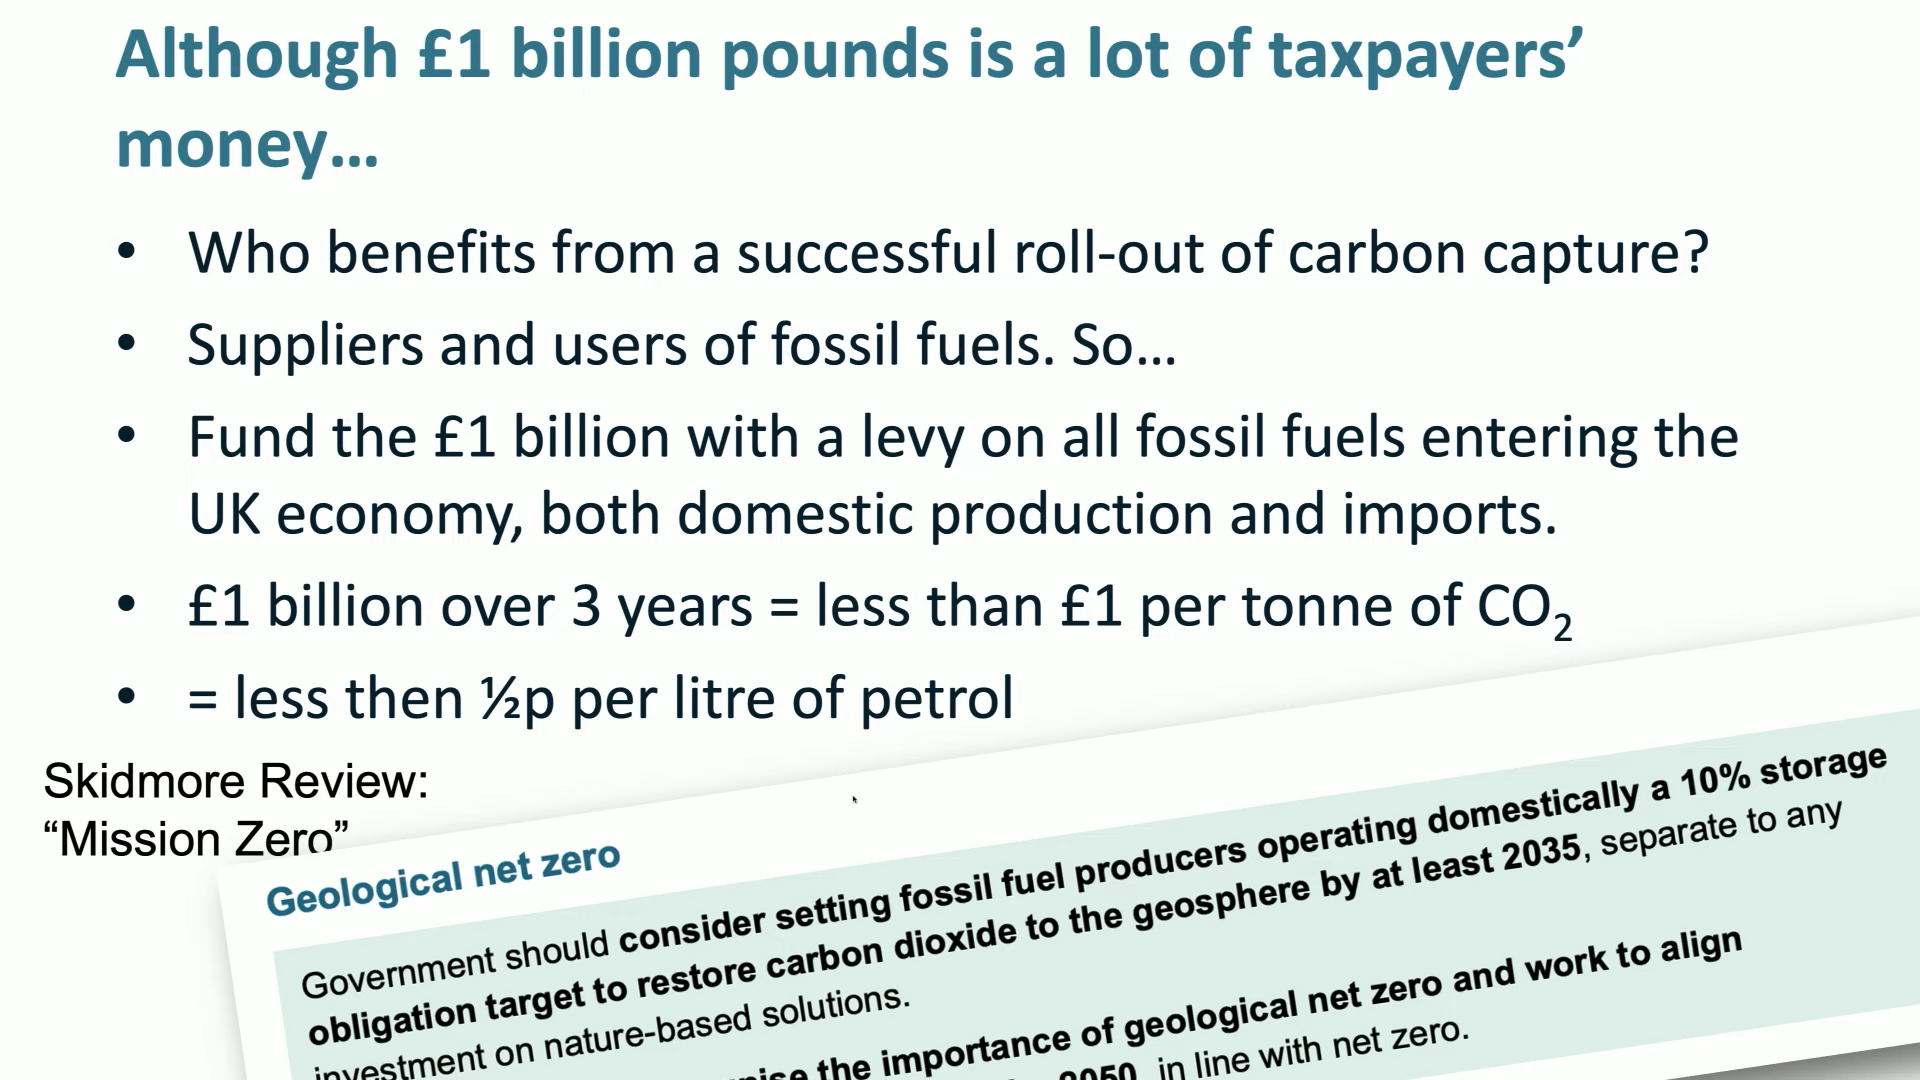 Although £1 billion pounds is a lot of taxpayers’
money…
• Who benefits from a successful roll-out of carbon capture?
• Suppliers and users of fossil fuels. So…
• Fund the £1 billion with a levy on all fossil fuels entering the
UK economy, both domestic production and imports.
• £1 billion over 3 years = less than £1 per tonne of CO₂
• = less then ½p per litre of petrol
Skidmore Review:
“Mission Zero”
Geological net zero
Government should consider setting fossil fuel producers operating domestically a 10% storage
obligation target to restore carbon dioxide to the geosphere by at least 2035, separate to any
investment on nature-based solutions.
the importance of geological net zero and work to align
2050, in line with net zero.